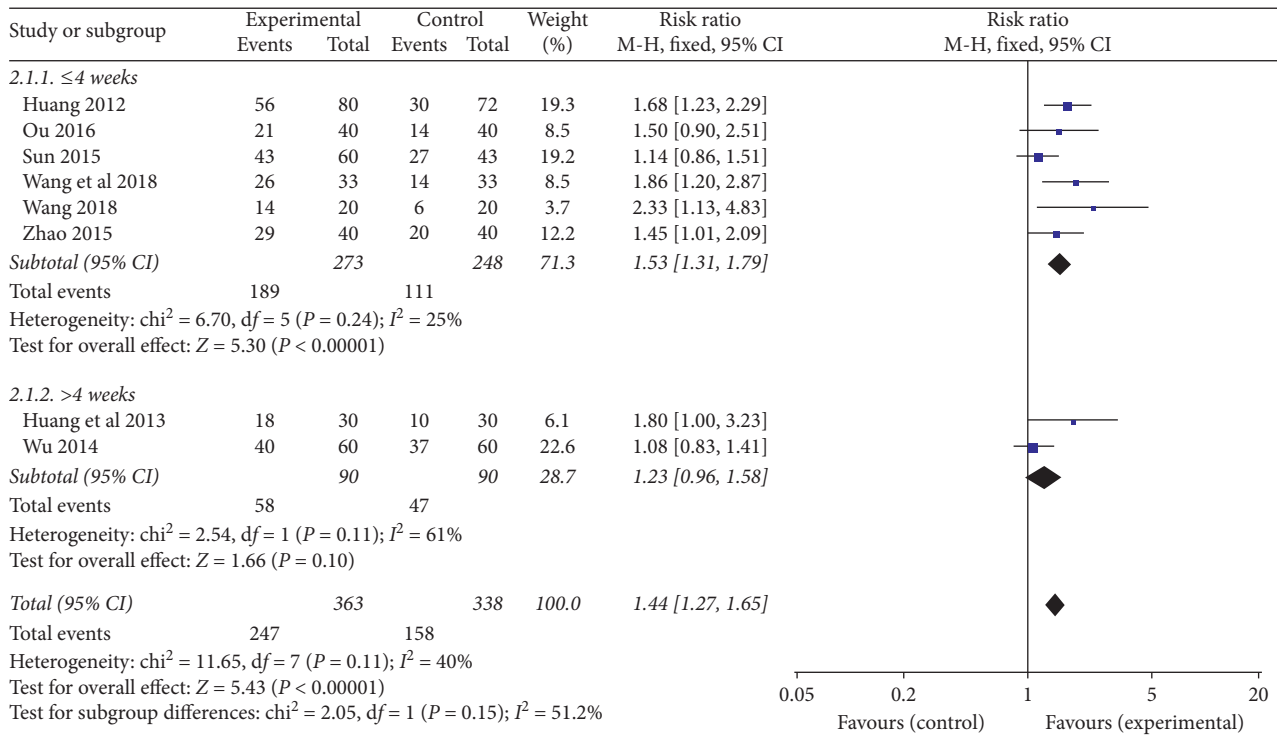 Study or subgroup Experimental Control Weight Risk ratio Risk ratio
Events Total Events Total (%) M-H, fixed, 95% CI M-H, fixed, 95% CI
2.1.1. ≤4 weeks
Huang 2012 56 80 30 72 19.3 1.68 [1.23, 2.29]
Ou 2016 21 40 14 40 8.5 1.50 [0.90, 2.51]
Sun 2015 43 60 27 43 19.2 1.14 [0.86, 1.51]
Wang et al 2018 26 33 14 33 8.5 1.86 [1.20, 2.87]
Wang 2018 14 20 6 20 3.7 2.33 [1.13, 4.83]
Zhao 2015 29 40 20 40 12.2 1.45 [1.01, 2.09]
Subtotal (95% CI) 273 248 71.3 1.53 [1.31, 1.79]
Total events 189 111
Heterogeneity: chi² = 6.70, df = 5 (P = 0.24); I² = 25%
Test for overall effect: Z = 5.30 (P < 0.00001)
2.1.2. >4 weeks
Huang et al 2013 18 30 10 30 6.1 1.80 [1.00, 3.23]
Wu 2014 40 60 37 60 22.6 1.08 [0.83, 1.41]
Subtotal (95% CI) 90 90 28.7 1.23 [0.96, 1.58]
Total events 58 47
Heterogeneity: chi² = 2.54, df = 1 (P = 0.11); I² = 61%
Test for overall effect: Z = 1.66 (P = 0.10)
Total (95% CI) 363 338 100.0 1.44 [1.27, 1.65]
Total events 247 158
Heterogeneity: chi² = 11.65, df = 7 (P = 0.11); I² = 40%
Test for overall effect: Z = 5.43 (P < 0.00001)
Test for subgroup differences: chi² = 2.05, df = 1 (P = 0.15); I² = 51.2%
0.05 0.2 1 5 20
Favours (control) Favours (experimental)